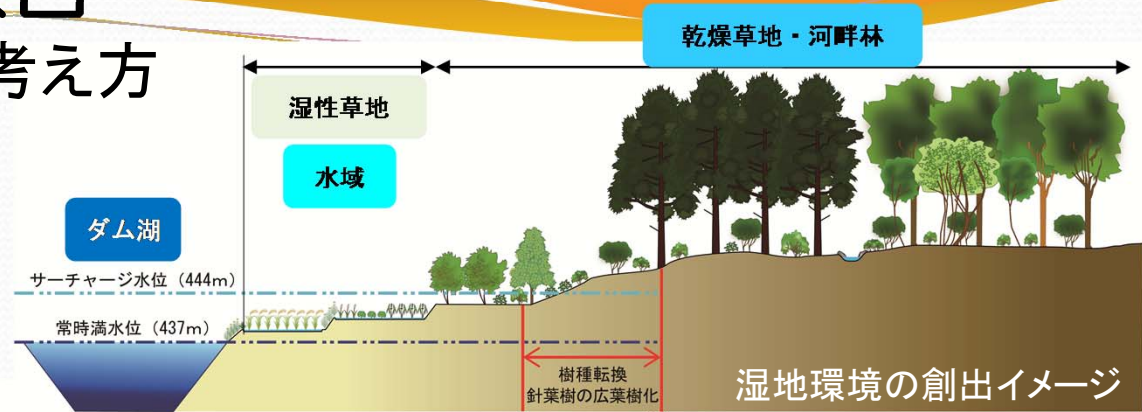 考え方
乾燥草地・河畔林
湿性草地
水域
ダム湖
サーチャージ水位（444m）
常時満水位（437m）
樹種転換
針葉樹の広葉樹化
湿地環境の創出イメージ